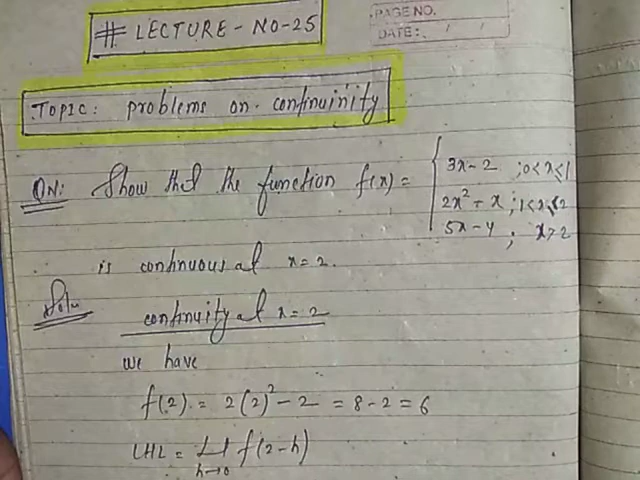 # LECTURE - NO-25
PAGE NO.
DATE: / /
TOPIC: problems on continuinity
QN: Show that the function f(x) = { 3x-2 ; 0<x≤1
2x² - x ; 1<x≤2
5x-4 ; x>2
is continuous at x=2.
Solu
continuity at x=2
we have
f(2) = 2(2)² - 2 = 8-2 = 6
LHL = Lt f(2-h)
h→0